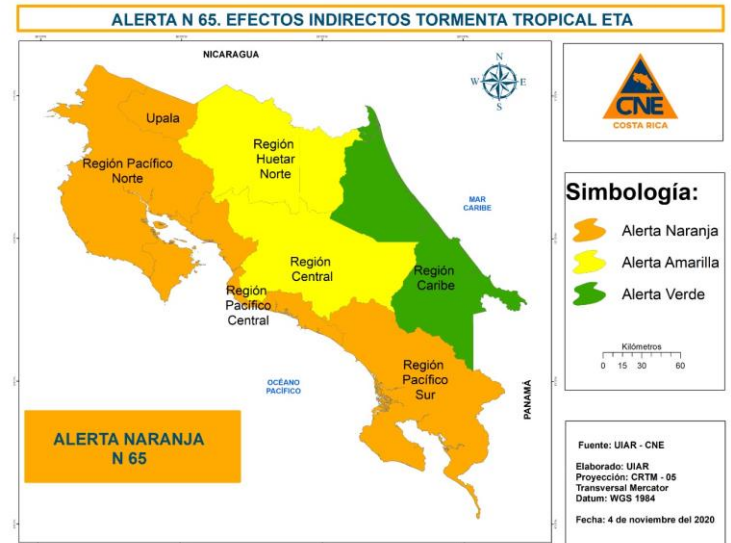 ALERTA N 65. EFECTOS INDIRECTOS TORMENTA TROPICAL ETA
NICARAGUA
N
W E
S
Upala
Región
Huetar
Norte
Región Pacífico
Norte
MAR
CARIBE
Región
Central
Región
Caribe
Región
Pacífico
Central
Región
Pacífico
Sur
OCÉANO
PACÍFICO
PANAMÁ
ALERTA NARANJA
N 65
CNE
COSTA RICA
Simbología:
Alerta Naranja
Alerta Amarilla
Alerta Verde
Kilómetros
0 15 30 60
Fuente: UIAR - CNE
Elaborado: UIAR
Proyección: CRTM - 05
Transversal Mercator
Datum: WGS 1984
Fecha: 4 de noviembre del 2020